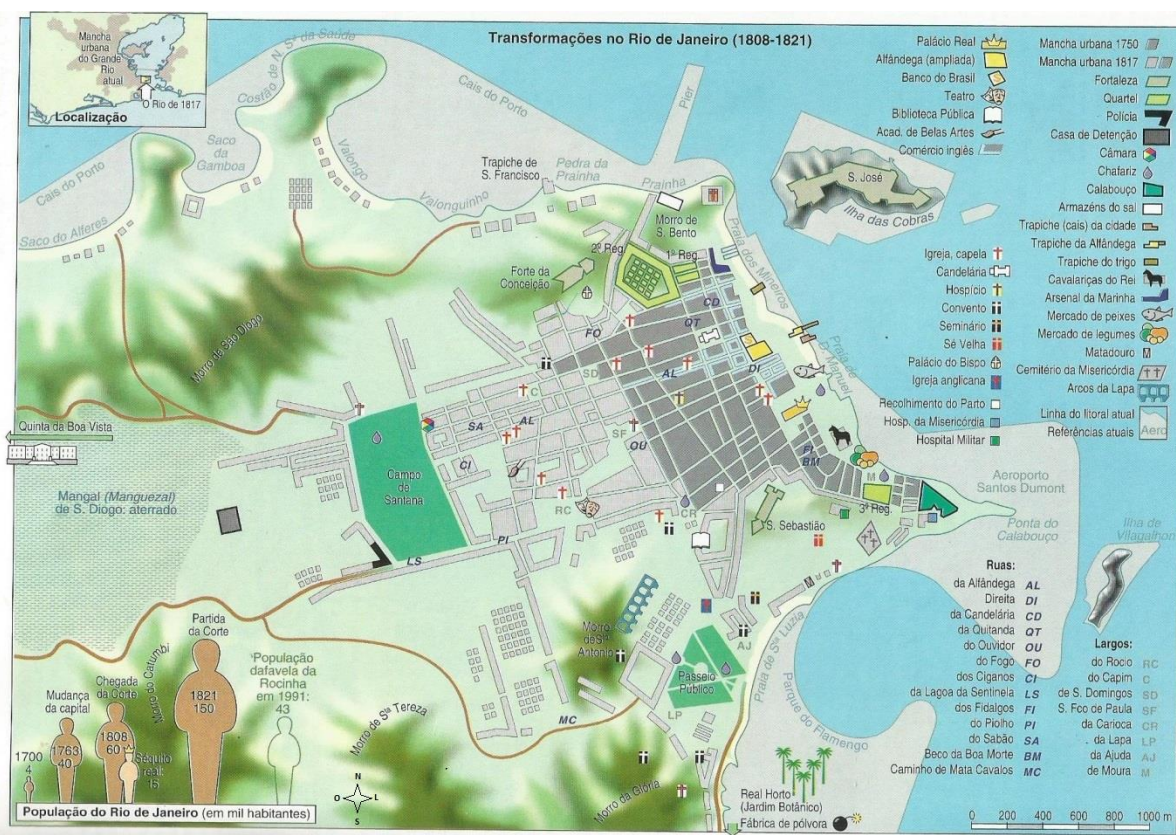 Transformações no Rio de Janeiro (1808-1821)
Mancha
urbana
do Grande
Rio
atual
O Rio de 1817
Localização
Costão de N. Sª da Saúde
Cais do Porto
Pier
Saco
da
Gamboa
Cais do Porto
Valongo
Saco do Alferes
Valonguinho
Trapiche de
S. Francisco
Pedra da
Prainha
Prainha
Morro de
S. Bento
2º Reg.
1º Reg.
Forte da
Conceição
Praia dos Mineiros
S. José
Ilha das Cobras
Morro de São Diogo
FO
CD
QT
SD
AL
DI
C
SA
AL
SF
OU
CI
FI
BM
M
RC
CR
PI
LS
Quinta da Boa Vista
Mangal (Manguezal)
de S. Diogo: aterrado
Campo
de
Santana
S. Sebastião
3º Reg.
Aeroporto
Santos Dumont
Ponta do
Calabouço
Ilha de
Morro
de Sto
Antonio
AJ
Passeio
Público
LP
MC
Praia de Sta Luzia
Parque do Flamengo
Morro de Sta Tereza
Morro da Glória
Real Horto
(Jardim Botânico)
Fábrica de pólvora
Palácio Real
Alfândega (ampliada)
Banco do Brasil
Teatro
Biblioteca Pública
Acad. de Belas Artes
Comércio inglês
Igreja, capela
Candelária
Hospício
Convento
Seminário
Sé Velha
Palácio do Bispo
Igreja anglicana
Recolhimento do Parto
Hosp. da Misericórdia
Hospital Militar
Mancha urbana 1750
Mancha urbana 1817
Fortaleza
Quartel
Polícia
Casa de Detenção
Câmara
Chafariz
Calabouço
Armazéns do sal
Trapiche (cais) da cidade
Trapiche da Alfândega
Trapiche do trigo
Cavalariças do Rei
Arsenal da Marinha
Mercado de peixes
Mercado de legumes
Matadouro
Cemitério da Misericórdia
Arcos da Lapa
Linha do litoral atual
Referências atuais
Aero
Ruas:
da Alfândega AL
Direita DI
da Candelária CD
da Quitanda QT
do Ouvidor OU
do Fogo FO
dos Ciganos CI
da Lagoa da Sentinela LS
dos Fidalgos FI
do Piolho PI
do Sabão SA
Beco da Boa Morte BM
Caminho de Mata Cavalos MC
Largos:
do Rocio RC
do Capim C
de S. Domingos SD
S. Fco de Paula SF
da Carioca CR
da Lapa LP
da Ajuda AJ
de Moura M
Morro do Catumbi
Partida
da Corte
1821
150
Chegada
da Corte
1808
60
Séquito
real:
15
Mudança
da capital
1763
40
1700
4
População
dafavela da
Rocinha
em 1991:
43
População do Rio de Janeiro (em mil habitantes)
N
O
L
S
0 200 400 600 800 1000 m